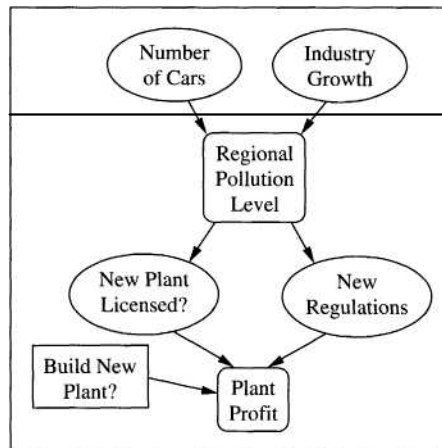 Number
of Cars
Industry
Growth
Regional
Pollution
Level
New Plant
Licensed?
New
Regulations
Build New
Plant?
Plant
Profit